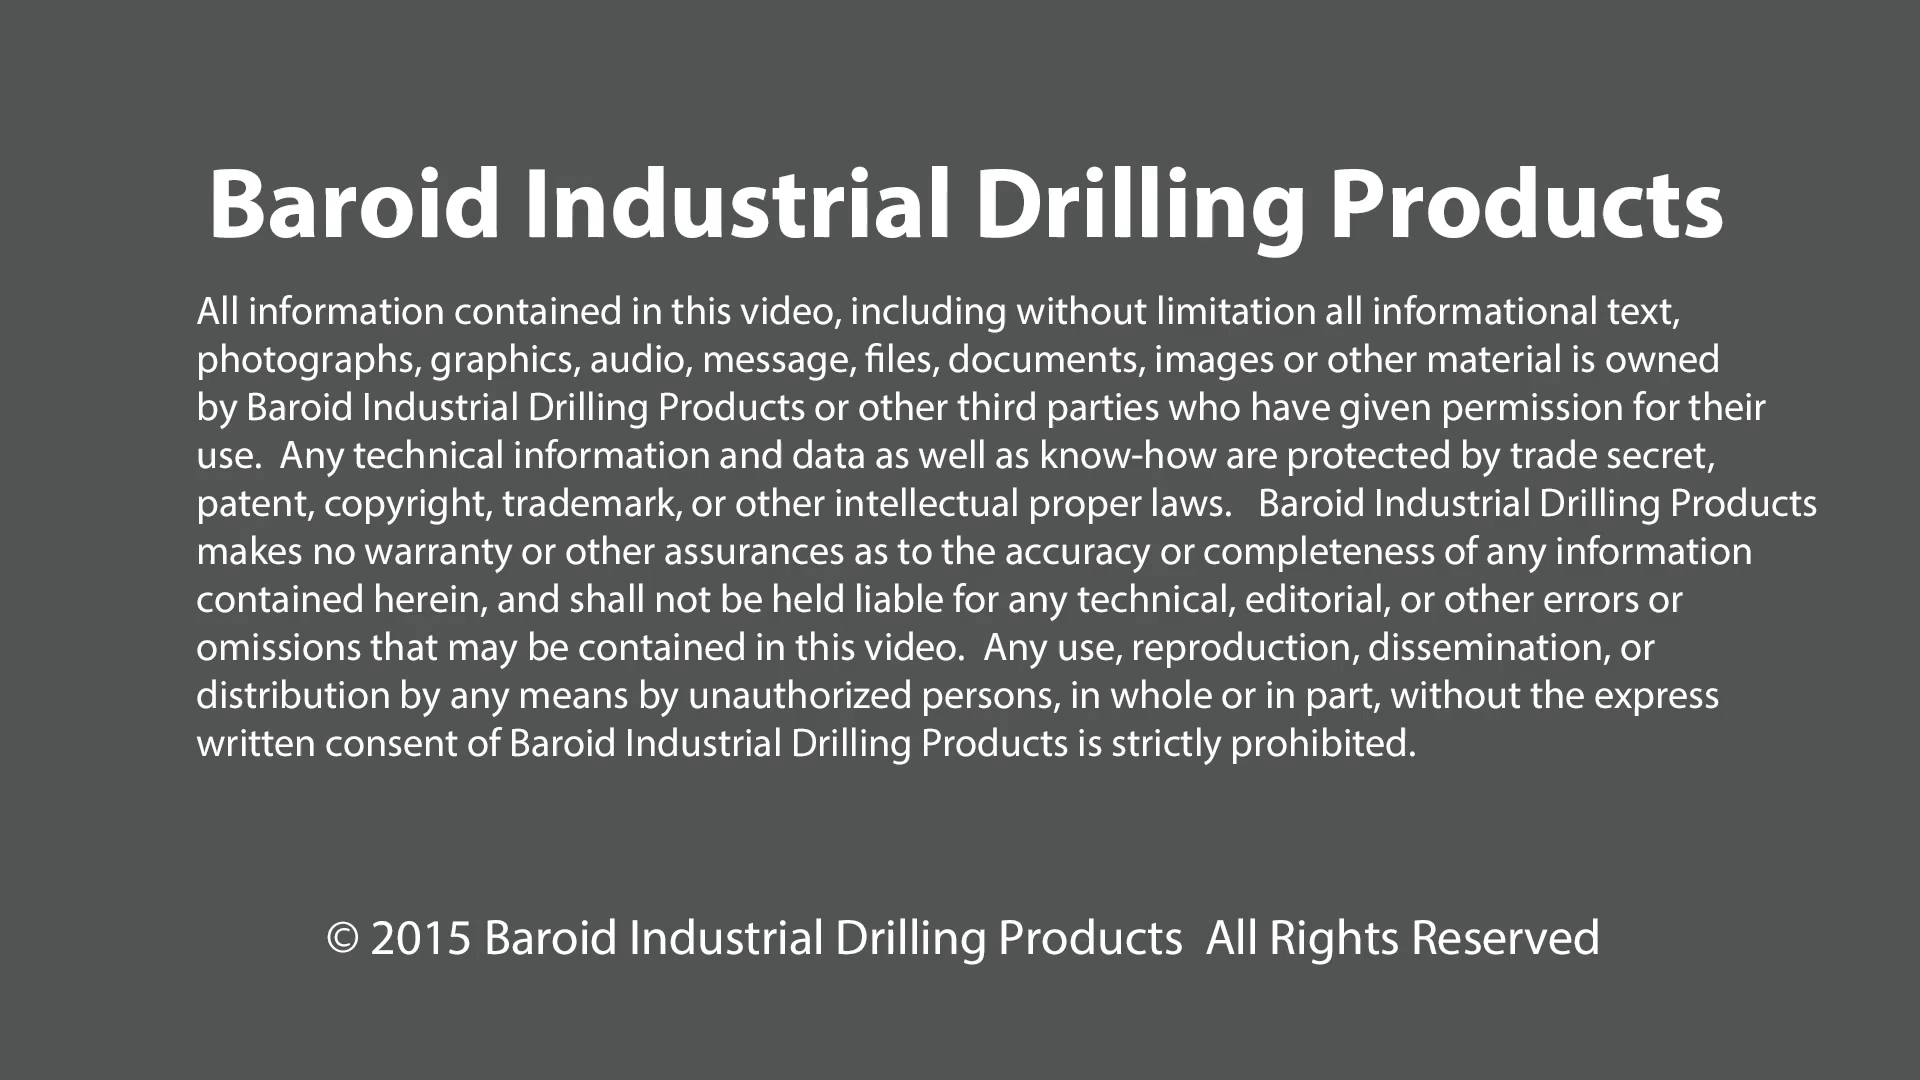 Baroid Industrial Drilling Products
All information contained in this video, including without limitation all informational text,
photographs, graphics, audio, message, files, documents, images or other material is owned
by Baroid Industrial Drilling Products or other third parties who have given permission for their
use.  Any technical information and data as well as know-how are protected by trade secret,
patent, copyright, trademark, or other intellectual proper laws.   Baroid Industrial Drilling Products
makes no warranty or other assurances as to the accuracy or completeness of any information
contained herein, and shall not be held liable for any technical, editorial, or other errors or
omissions that may be contained in this video.  Any use, reproduction, dissemination, or
distribution by any means by unauthorized persons, in whole or in part, without the express
written consent of Baroid Industrial Drilling Products is strictly prohibited.
© 2015 Baroid Industrial Drilling Products  All Rights Reserved